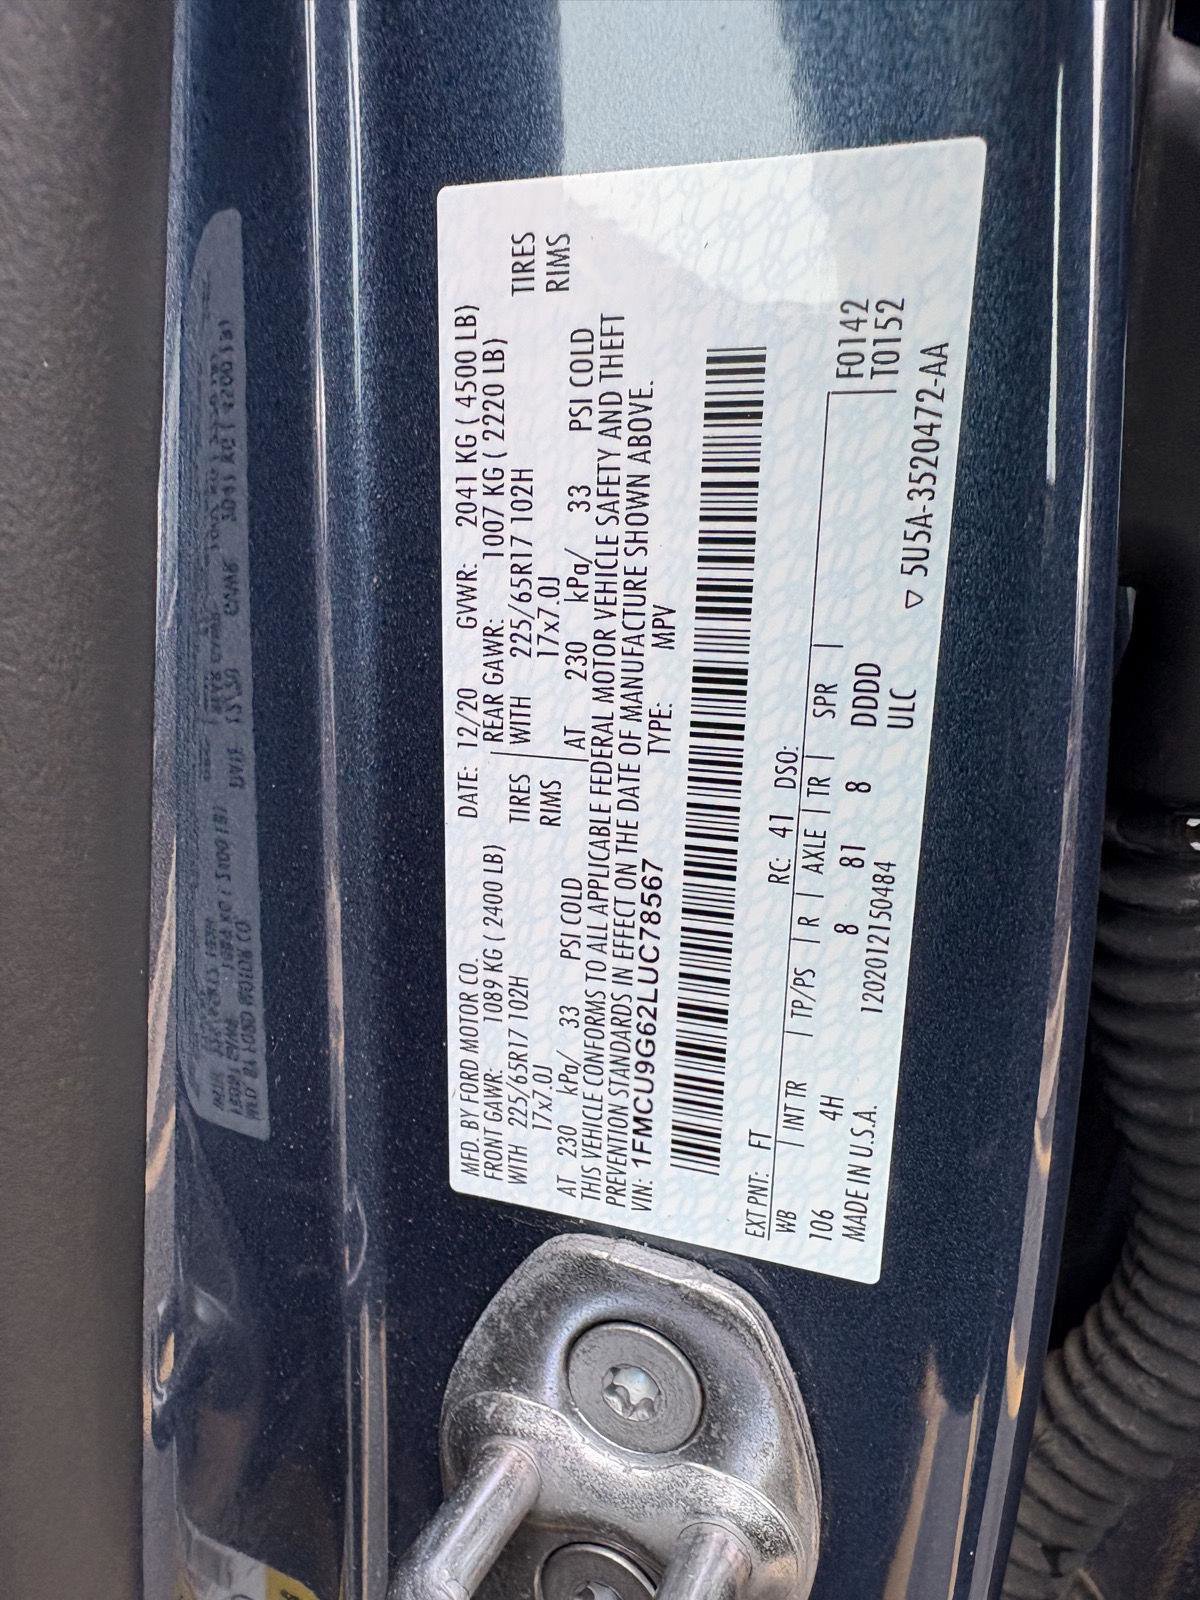 MFD. BY FORD MOTOR CO. DATE: 12/20 GVWR: 2041 KG ( 4500 LB)
FRONT GAWR: 1089 KG ( 2400 LB) REAR GAWR: 1007 KG ( 2220 LB)
WITH 225/65R17 102H TIRES WITH 225/65R17 102H TIRES
17x7.0J RIMS 17x7.0J RIMS
AT 230 kPa/ 33 PSI COLD AT 230 kPa/ 33 PSI COLD
THIS VEHICLE CONFORMS TO ALL APPLICABLE FEDERAL MOTOR VEHICLE SAFETY AND THEFT
PREVENTION STANDARDS IN EFFECT ON THE DATE OF MANUFACTURE SHOWN ABOVE.
VIN: 1FMCU9G62LUC78567 TYPE: MPV
EXT PNT: FT RC: 41 DSO:
WB INT TR TP/PS R AXLE TR SPR F0142
106 4H 8 81 8 DDDD T0152
MADE IN U.S.A. 120201215 0484 ULC ▽ 5U5A-3520472-AA